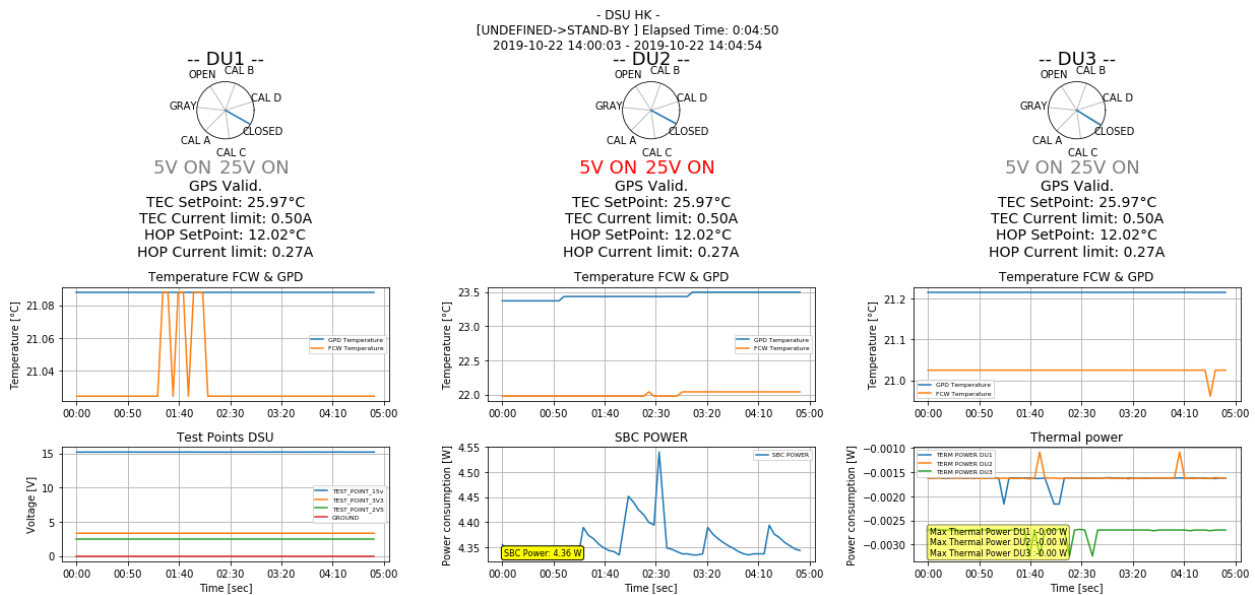 - DSU HK -
[UNDEFINED->STAND-BY ] Elapsed Time: 0:04:50
2019-10-22 14:00:03 - 2019-10-22 14:04:54
-- DU1 --
OPEN CAL B
CAL D
GRAY
CLOSED
CAL A
CAL C
5V ON 25V ON
GPS Valid.
TEC SetPoint: 25.97°C
TEC Current limit: 0.50A
HOP SetPoint: 12.02°C
HOP Current limit: 0.27A
-- DU2 --
OPEN CAL B
CAL D
GRAY
CLOSED
CAL A
CAL C
5V ON 25V ON
GPS Valid.
TEC SetPoint: 25.97°C
TEC Current limit: 0.50A
HOP SetPoint: 12.02°C
HOP Current limit: 0.27A
-- DU3 --
OPEN CAL B
CAL D
GRAY
CLOSED
CAL A
CAL C
5V ON 25V ON
GPS Valid.
TEC SetPoint: 25.97°C
TEC Current limit: 0.50A
HOP SetPoint: 12.02°C
HOP Current limit: 0.27A
Temperature FCW & GPD
Temperature [°C]
21.08
21.06
21.04
GPD Temperature
FCW Temperature
00:00 00:50 01:40 02:30 03:20 04:10 05:00
Temperature FCW & GPD
Temperature [°C]
23.5
23.0
22.5
22.0
GPD Temperature
FCW Temperature
00:00 00:50 01:40 02:30 03:20 04:10 05:00
Temperature FCW & GPD
Temperature [°C]
21.2
21.1
21.0
GPD Temperature
FCW Temperature
00:00 00:50 01:40 02:30 03:20 04:10 05:00
Test Points DSU
Voltage [V]
15
10
5
0
TEST_POINT_15v
TEST_POINT_3V3
TEST_POINT_2V5
GROUND
00:00 00:50 01:40 02:30 03:20 04:10 05:00
Time [sec]
SBC POWER
Power consumption [W]
4.55
4.50
4.45
4.40
4.35
SBC POWER
SBC Power: 4.36 W
00:00 00:50 01:40 02:30 03:20 04:10 05:00
Time [sec]
Thermal power
Power consumption [W]
−0.0010
−0.0015
−0.0020
−0.0025
−0.0030
TERM POWER DU1
TERM POWER DU2
TERM POWER DU3
Max Thermal Power DU1 : -0.00 W
Max Thermal Power DU2 : -0.00 W
Max Thermal Power DU3 : -0.00 W
00:00 00:50 01:40 02:30 03:20 04:10 05:00
Time [sec]